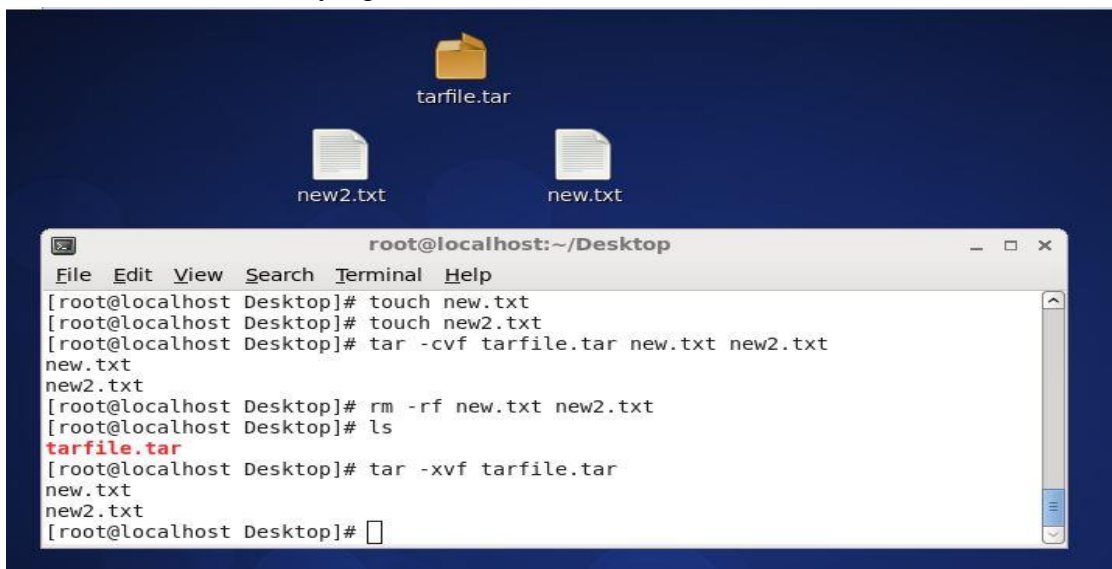 tarfile.tar
new2.txt new.txt
root@localhost:~/Desktop
File Edit View Search Terminal Help
[root@localhost Desktop]# touch new.txt
[root@localhost Desktop]# touch new2.txt
[root@localhost Desktop]# tar -cvf tarfile.tar new.txt new2.txt
new.txt
new2.txt
[root@localhost Desktop]# rm -rf new.txt new2.txt
[root@localhost Desktop]# ls
tarfile.tar
[root@localhost Desktop]# tar -xvf tarfile.tar
new.txt
new2.txt
[root@localhost Desktop]#